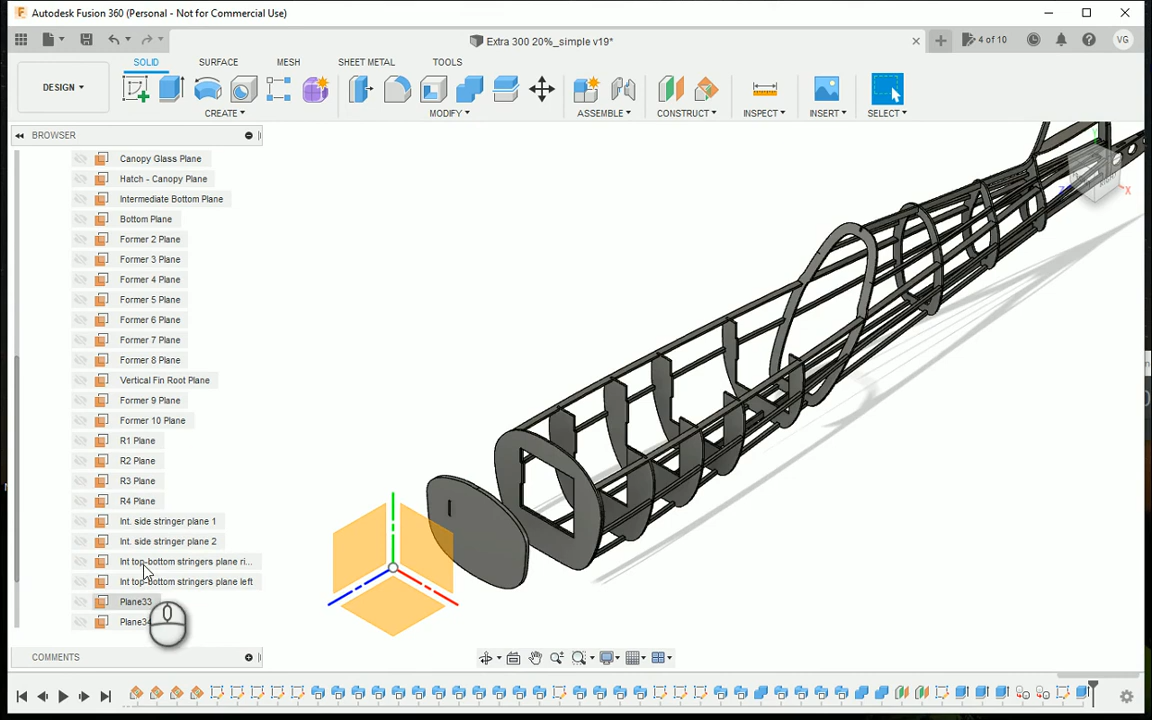 Autodesk Fusion 360 (Personal - Not for Commercial Use)
Extra 300 20%_simple v19*
4 of 10
VG
DESIGN
SOLID SURFACE MESH SHEET METAL TOOLS
CREATE MODIFY ASSEMBLE CONSTRUCT INSPECT INSERT SELECT
BROWSER
Canopy Glass Plane
Hatch - Canopy Plane
Intermediate Bottom Plane
Bottom Plane
Former 2 Plane
Former 3 Plane
Former 4 Plane
Former 5 Plane
Former 6 Plane
Former 7 Plane
Former 8 Plane
Vertical Fin Root Plane
Former 9 Plane
Former 10 Plane
R1 Plane
R2 Plane
R3 Plane
R4 Plane
Int. side stringer plane 1
Int. side stringer plane 2
Int top-bottom stringers plane ri...
Int top-bottom stringers plane left
Plane33
COMMENTS
Y
Z
X